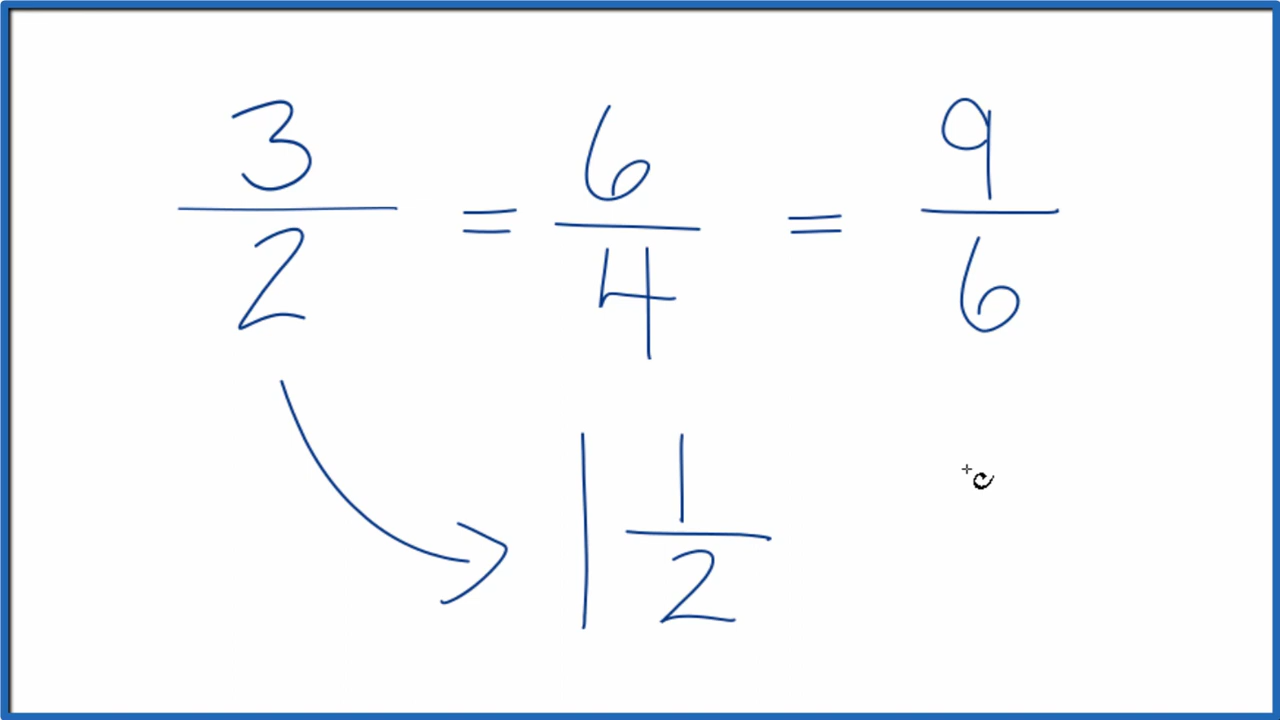 3/2 = 6/4 = 9/6
1 1/2